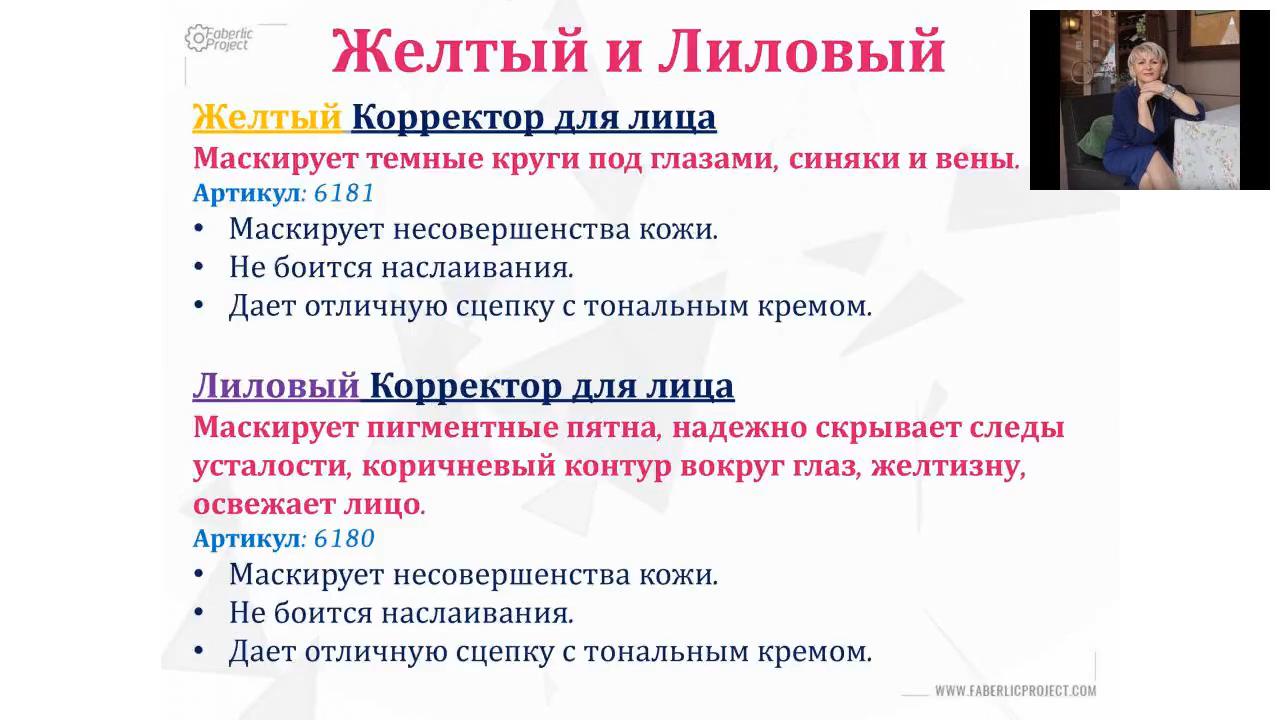 Faberlic
Project
Желтый и Лиловый
Желтый Корректор для лица
Маскирует темные круги под глазами, синяки и вены.
Артикул: 6181
• Маскирует несовершенства кожи.
• Не боится наслаивания.
• Дает отличную сцепку с тональным кремом.
Лиловый Корректор для лица
Маскирует пигментные пятна, надежно скрывает следы
усталости, коричневый контур вокруг глаз, желтизну,
освежает лицо.
Артикул: 6180
• Маскирует несовершенства кожи.
• Не боится наслаивания.
• Дает отличную сцепку с тональным кремом.
WWW.FABERLICPROJECT.COM